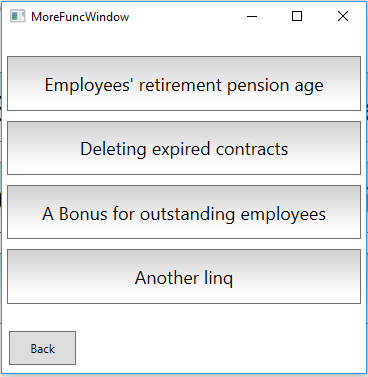 MoreFuncWindow
Employees' retirement pension age
Deleting expired contracts
A Bonus for outstanding employees
Another linq
Back